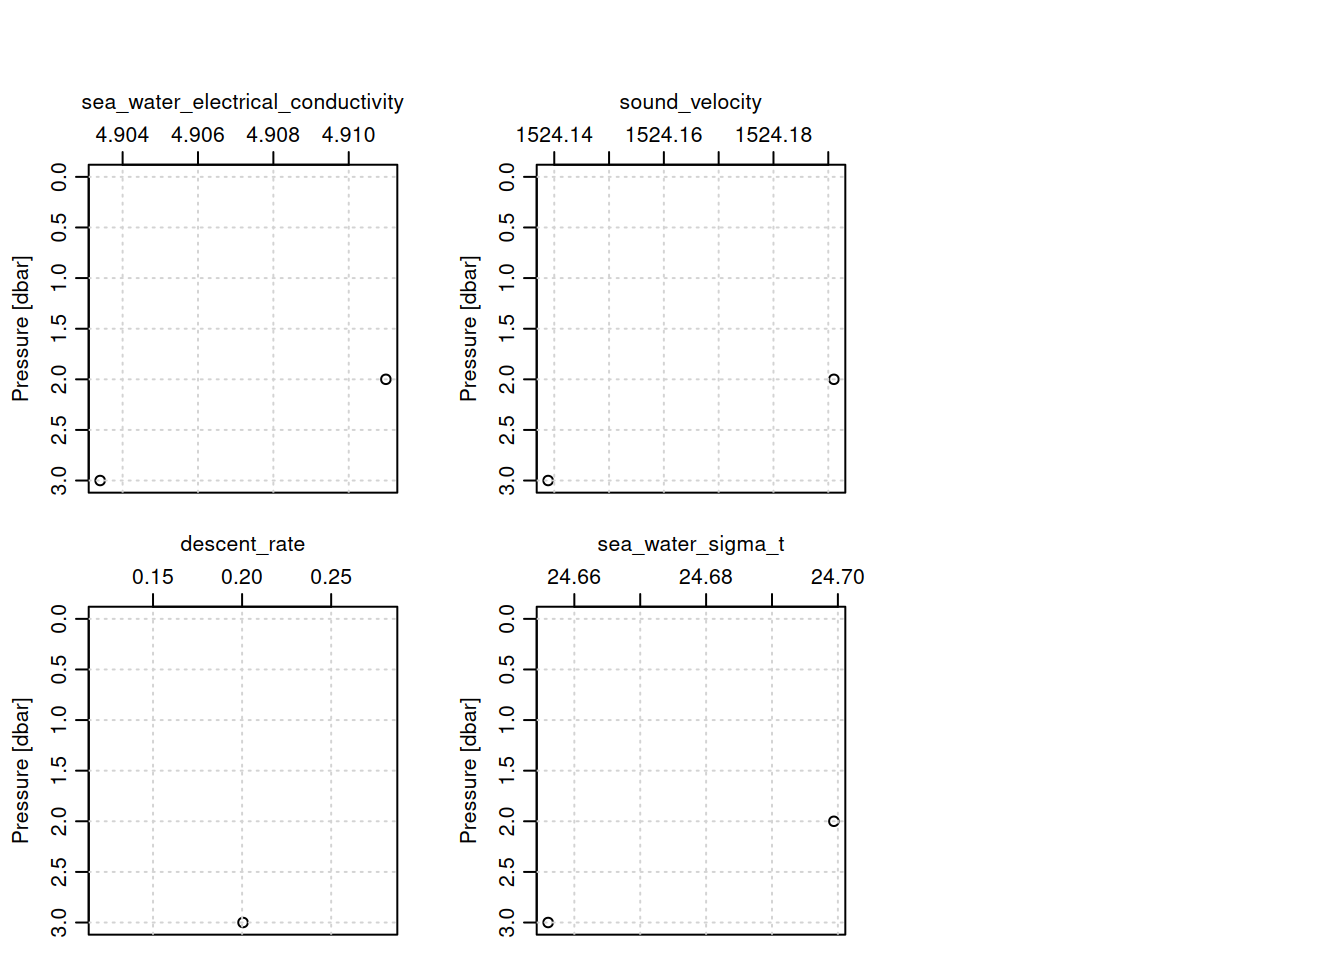 sea_water_electrical_conductivity
4.904 4.906 4.908 4.910
Pressure [dbar]
0.0
0.5
1.0
1.5
2.0
2.5
3.0
sound_velocity
1524.14 1524.16 1524.18
Pressure [dbar]
0.0
0.5
1.0
1.5
2.0
2.5
3.0
descent_rate
0.15 0.20 0.25
Pressure [dbar]
0.0
0.5
1.0
1.5
2.0
2.5
3.0
sea_water_sigma_t
24.66 24.68 24.70
Pressure [dbar]
0.0
0.5
1.0
1.5
2.0
2.5
3.0